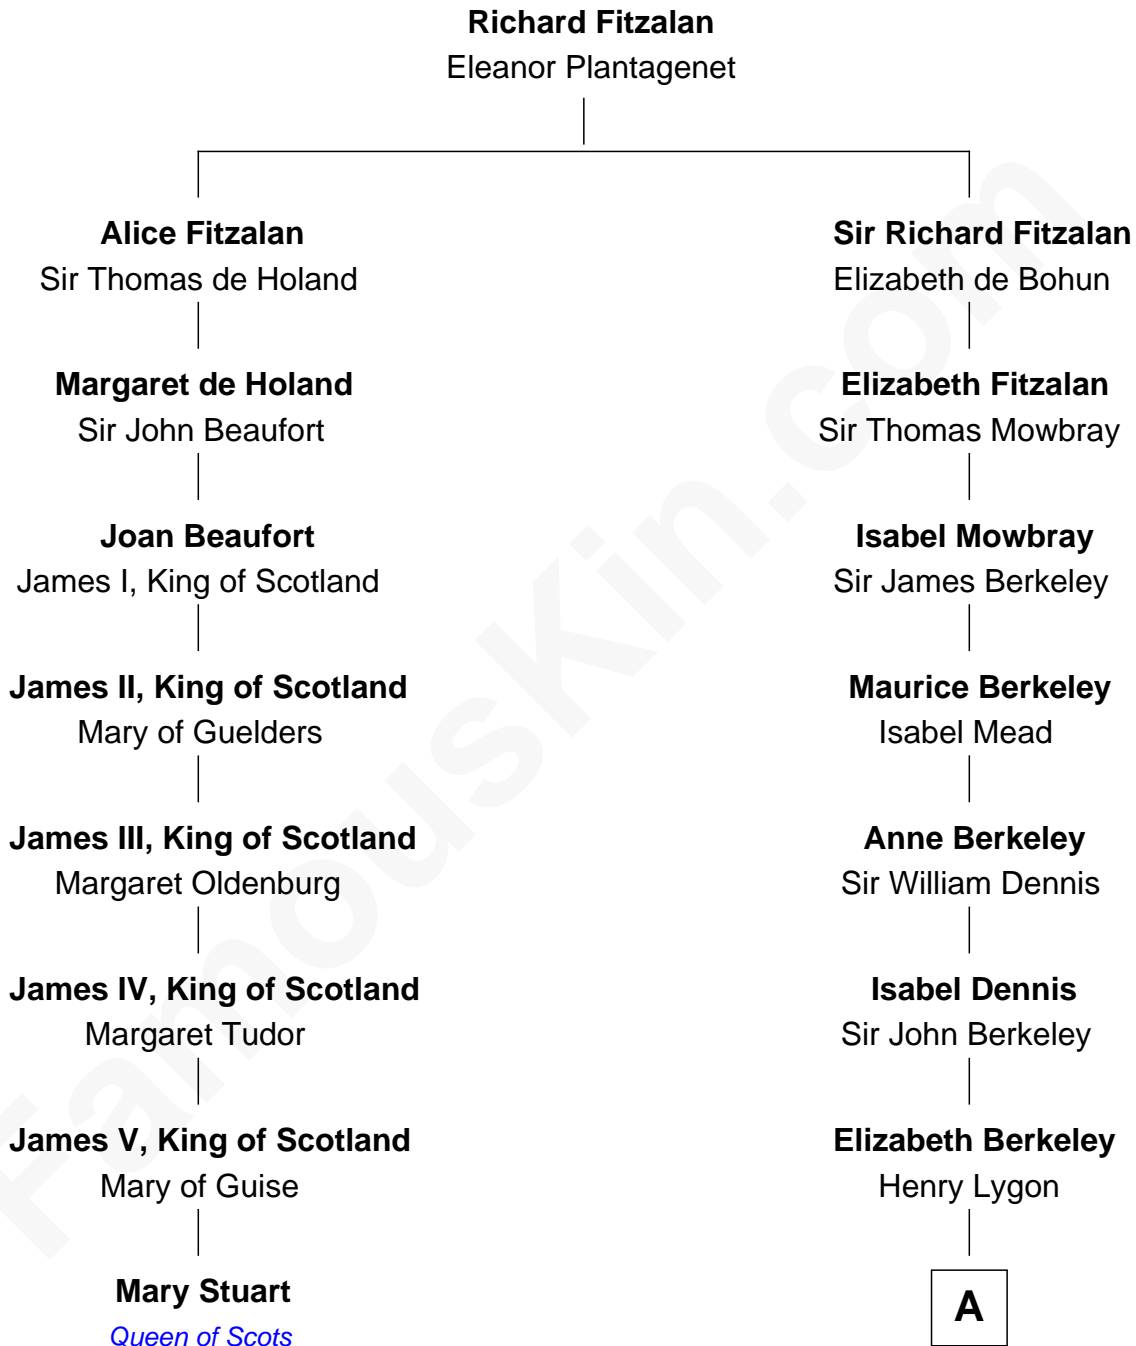 Richard Fitzalan
Eleanor Plantagenet
Alice Fitzalan
Sir Thomas de Holand
Sir Richard Fitzalan
Elizabeth de Bohun
Margaret de Holand
Sir John Beaufort
Elizabeth Fitzalan
Sir Thomas Mowbray
Joan Beaufort
James I, King of Scotland
Isabel Mowbray
Sir James Berkeley
James II, King of Scotland
Mary of Guelders
Maurice Berkeley
Isabel Mead
James III, King of Scotland
Margaret Oldenburg
Anne Berkeley
Sir William Dennis
James IV, King of Scotland
Margaret Tudor
Isabel Dennis
Sir John Berkeley
James V, King of Scotland
Mary of Guise
Elizabeth Berkeley
Henry Lygon
Mary Stuart
Queen of Scots
A
FamousKin.com